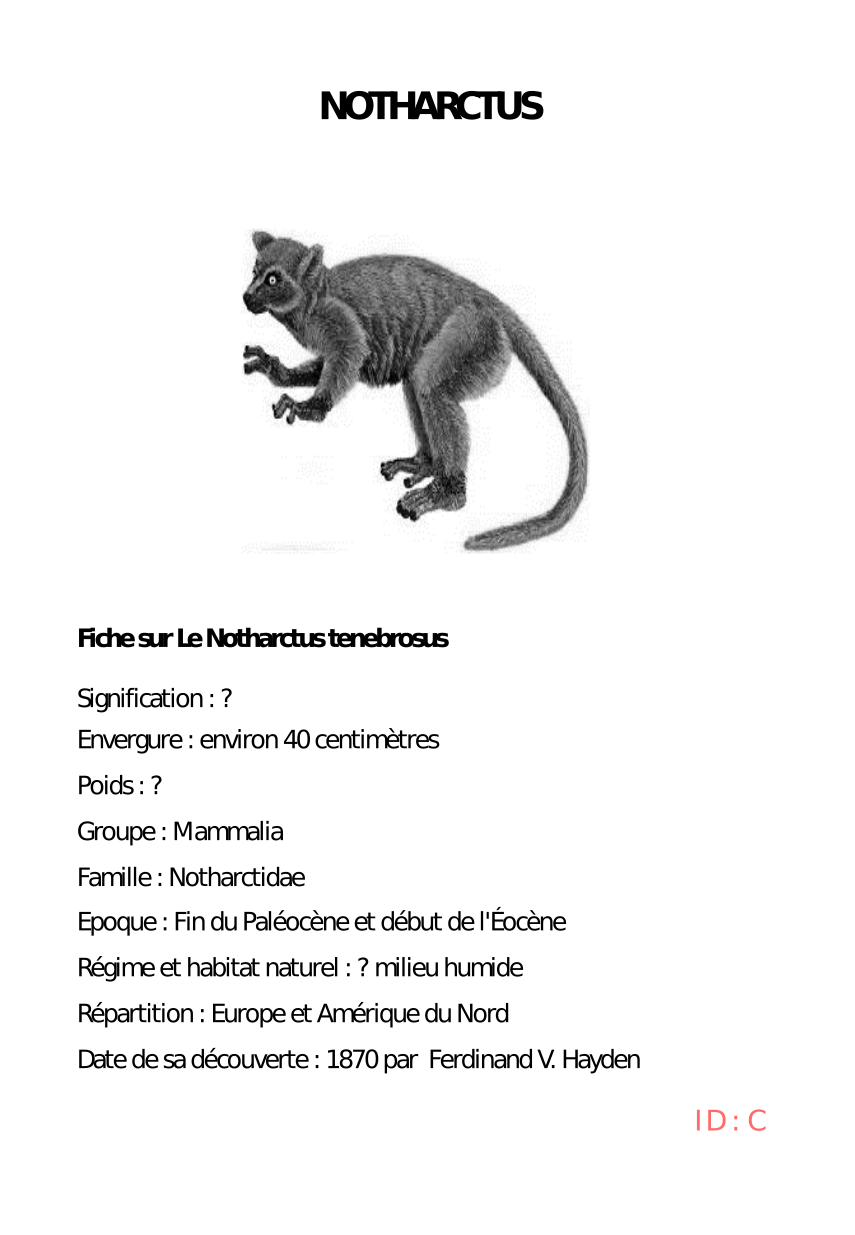 NOTHARCTUS
Fiche sur Le Notharctus tenebrosus
Signification : ?
Envergure : environ 40 centimètres
Poids : ?
Groupe : Mammalia
Famille : Notharctidae
Epoque : Fin du Paléocène et début de l'Éocène
Régime et habitat naturel : ? milieu humide
Répartition : Europe et Amérique du Nord
Date de sa découverte : 1870 par  Ferdinand V. Hayden
ID : C